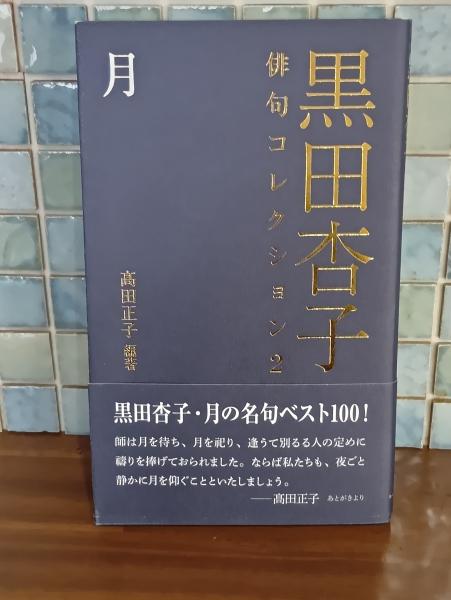 黒田杏子
俳句コレクション2
月
髙田正子 編著
黒田杏子・月の名句ベスト100！
師は月を待ち、月を祀り、逢うて別るる人の定めに
禱りを捧げておられました。ならば私たちも、夜ごと
静かに月を仰ぐことといたしましょう。
――髙田正子 あとがきより